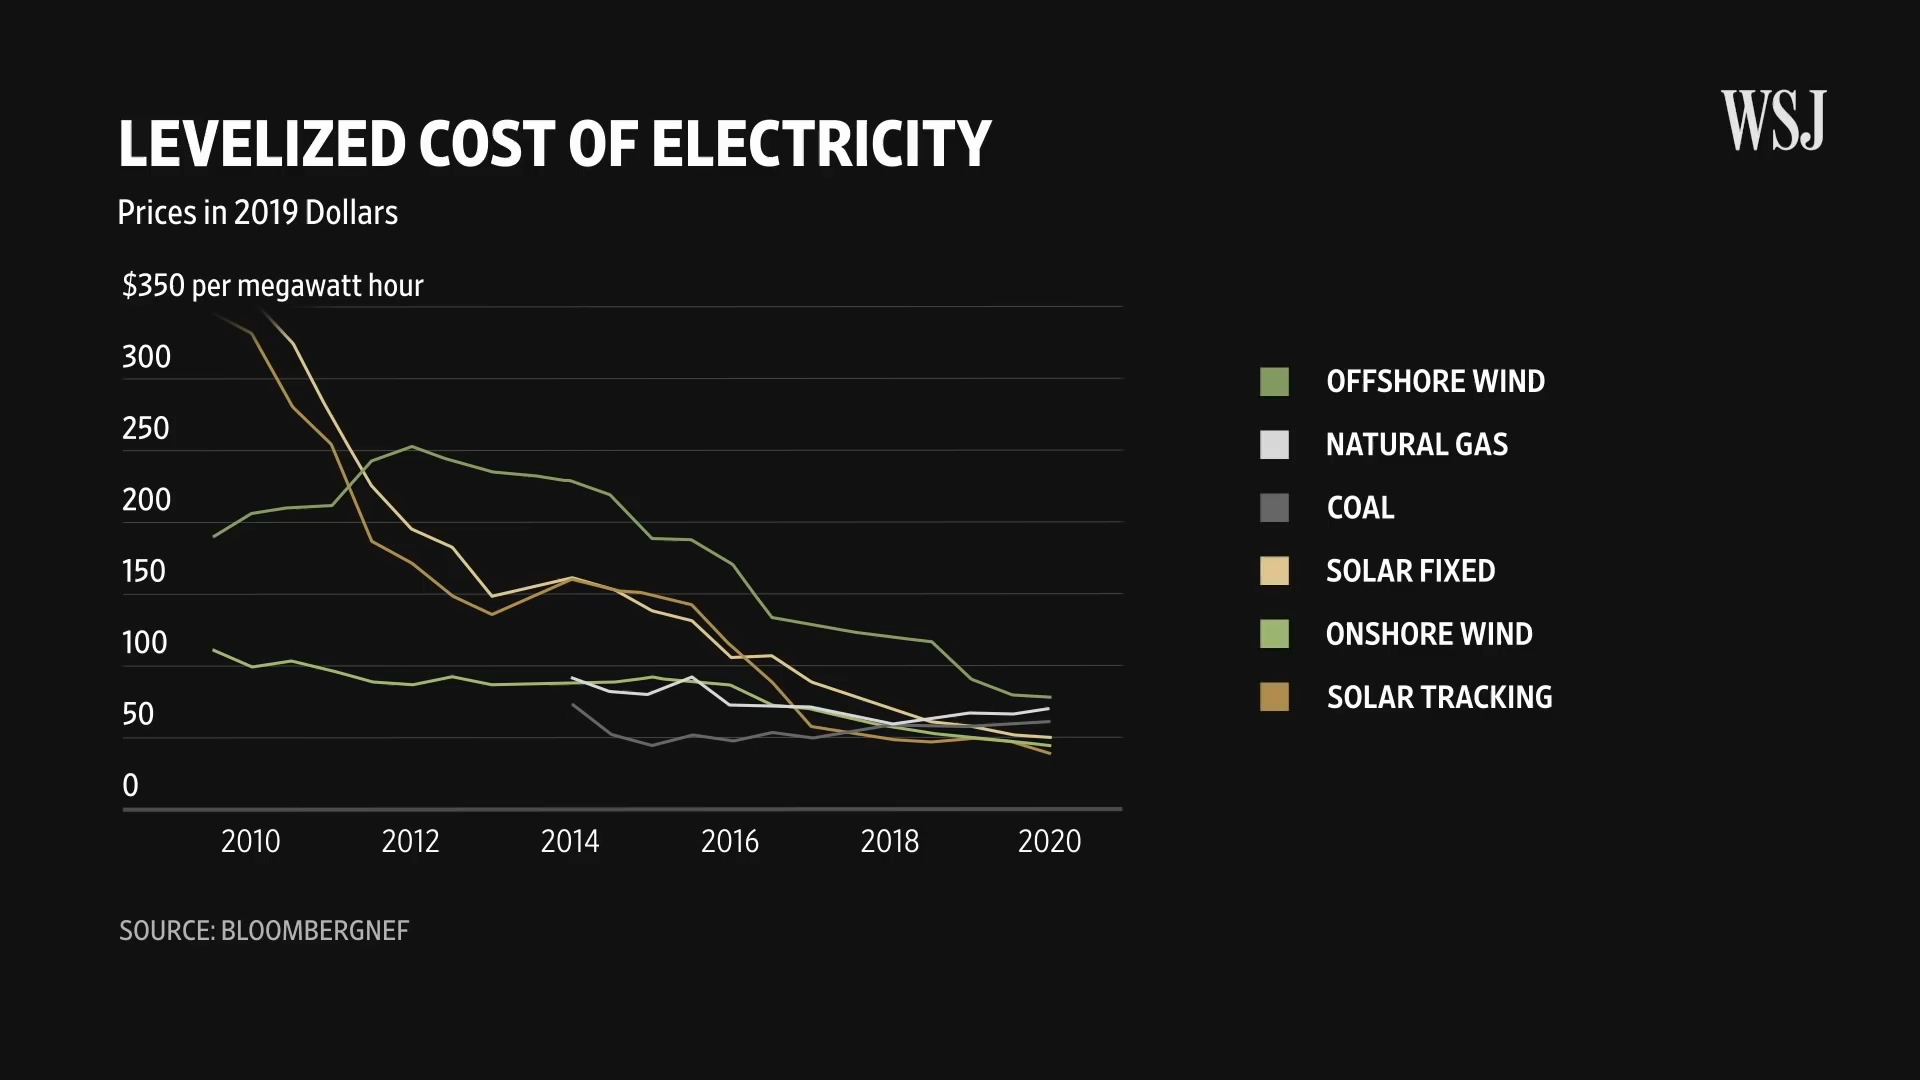 WSJ
LEVELIZED COST OF ELECTRICITY
Prices in 2019 Dollars
$350 per megawatt hour
300
250
200
150
100
50
0
2010 2012 2014 2016 2018 2020
OFFSHORE WIND
NATURAL GAS
COAL
SOLAR FIXED
ONSHORE WIND
SOLAR TRACKING
SOURCE: BLOOMBERGNEF